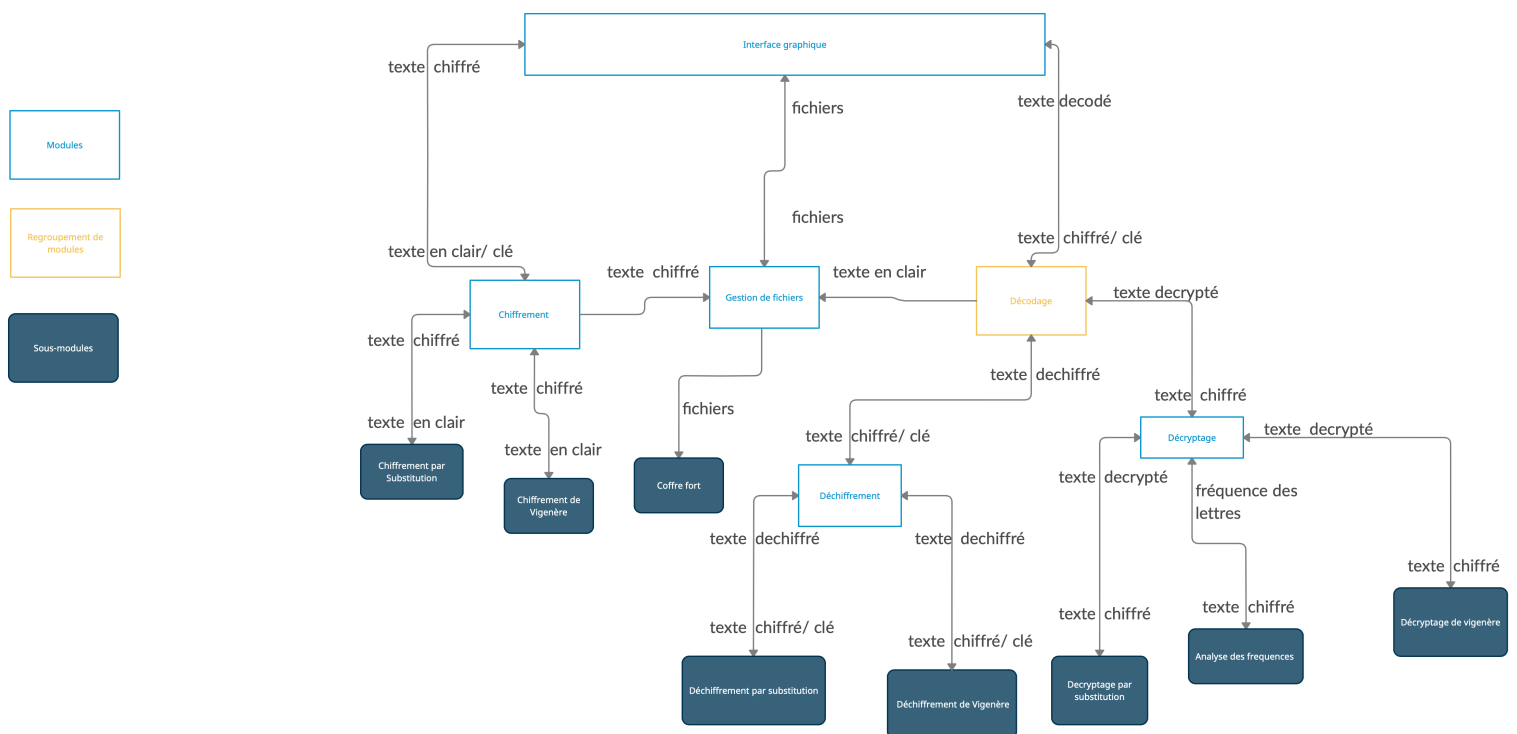 Interface graphique
texte chiffré
fichiers
texte decodé
Modules
fichiers
Regroupement de
modules
texte en clair/ clé
texte chiffré/ clé
texte chiffré
texte en clair
Gestion de fichiers
Décodage
texte decrypté
Chiffrement
Sous-modules
texte chiffré
texte chiffré
texte dechiffré
fichiers
texte chiffré
texte en clair
texte chiffré/ clé
texte en clair
Décryptage
texte decrypté
Chiffrement par
Substitution
Coffre fort
Chiffrement de
Vigenère
Déchiffrement
texte decrypté
fréquence des
lettres
texte dechiffré
texte dechiffré
texte chiffré
texte chiffré
texte chiffré
texte chiffré/ clé
texte chiffré/ clé
Décryptage de vigenère
Analyse des frequences
Déchiffrement par substitution
Déchiffrement de Vigenère
Decryptage par
substitution